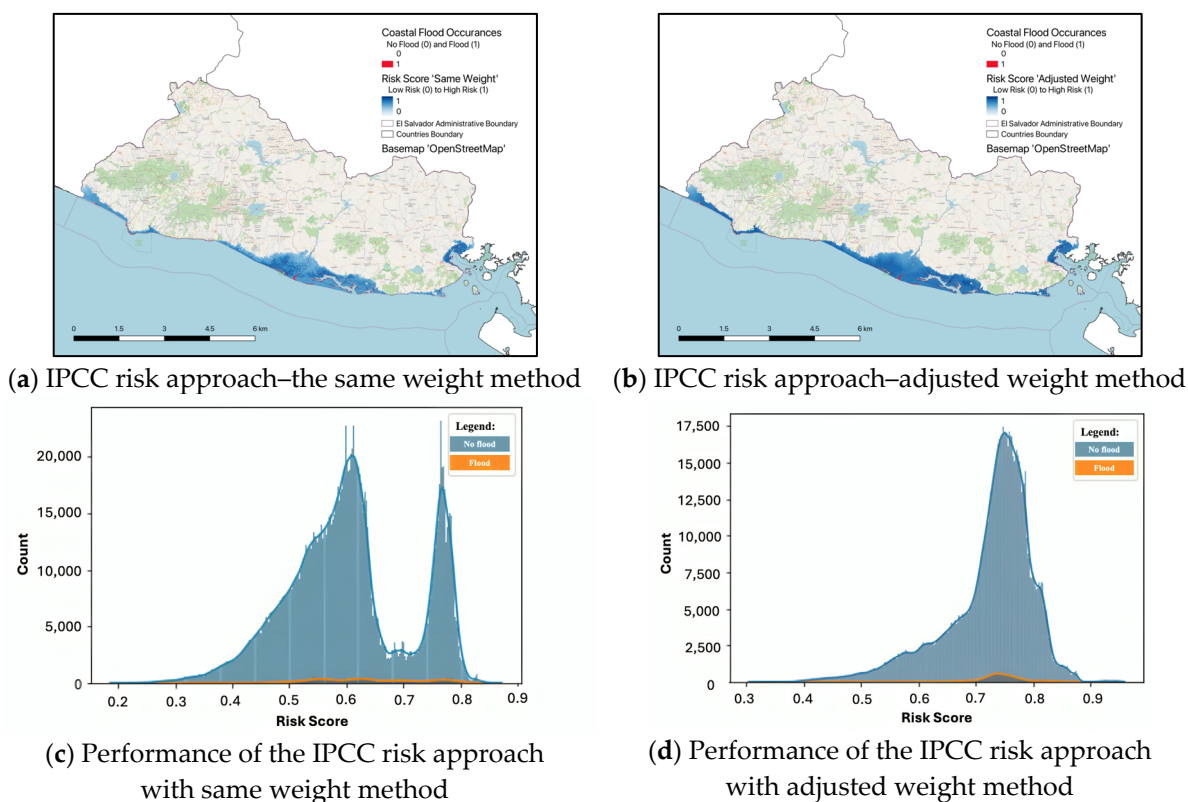 Coastal Flood Occurances
No Flood (0) and Flood (1)
0
1
Risk Score 'Same Weight'
Low Risk (0) to High Risk (1)
1
0
El Salvador Administrative Boundary
Countries Boundary
Basemap 'OpenStreetMap'
0 1.5 3 4.5 6 km
Coastal Flood Occurances
No Flood (0) and Flood (1)
0
1
Risk Score 'Adjusted Weight'
Low Risk (0) to High Risk (1)
1
0
El Salvador Administrative Boundary
Countries Boundary
Basemap 'OpenStreetMap'
0 1.5 3 4.5 6 km
(a) IPCC risk approach–the same weight method
(b) IPCC risk approach–adjusted weight method
Legend:
No flood
Flood
20,000
15,000
10,000
5,000
0
Count
0.2 0.3 0.4 0.5 0.6 0.7 0.8 0.9
Risk Score
Legend:
No flood
Flood
17,500
15,000
12,500
10,000
7,500
5,000
2,500
0
Count
0.3 0.4 0.5 0.6 0.7 0.8 0.9
Risk Score
(c) Performance of the IPCC risk approach
with same weight method
(d) Performance of the IPCC risk approach
with adjusted weight method